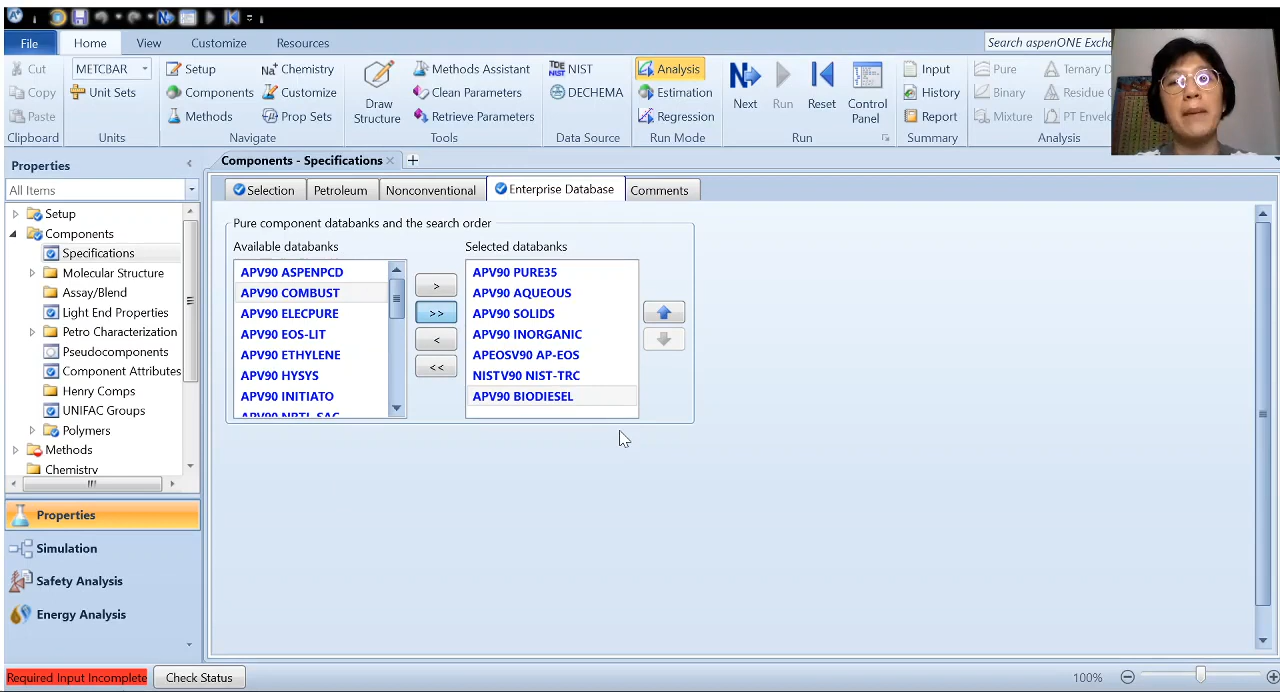 File Home View Customize Resources Search aspenONE Excha
Cut METCBAR Setup Na⁺ Chemistry Methods Assistant TDE NIST NIST Analysis Input Pure Ternary D
Copy Unit Sets Components Customize Draw Structure Clean Parameters DECHEMA Estimation Next Run Reset Control Panel History Binary Residue C
Paste Methods Prop Sets Retrieve Parameters Regression Report Mixture PT Envelo
Clipboard Units Navigate Tools Data Source Run Mode Run Summary Analysis
Properties
All Items
Setup
Components
Specifications
Molecular Structure
Assay/Blend
Light End Properties
Petro Characterization
Pseudocomponents
Component Attributes
Henry Comps
UNIFAC Groups
Polymers
Methods
Chemistry
Properties
Simulation
Safety Analysis
Energy Analysis
Components - Specifications × +
Selection Petroleum Nonconventional Enterprise Database Comments
Pure component databanks and the search order
Available databanks
APV90 ASPENPCD
APV90 COMBUST
APV90 ELECPURE
APV90 EOS-LIT
APV90 ETHYLENE
APV90 HYSYS
APV90 INITIATO
APV90 NRTL-SAC
>
>>
<
<<
Selected databanks
APV90 PURE35
APV90 AQUEOUS
APV90 SOLIDS
APV90 INORGANIC
APEOSV90 AP-EOS
NISTV90 NIST-TRC
APV90 BIODIESEL
Required Input Incomplete Check Status 100%